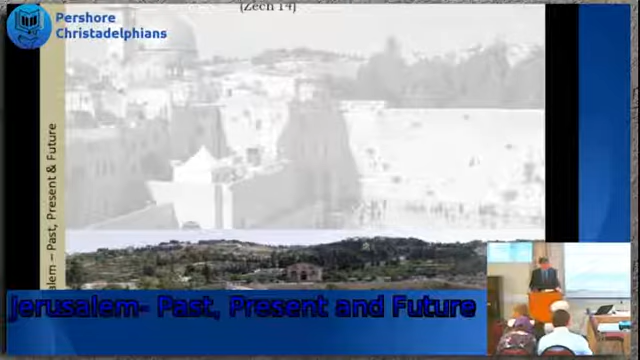 Pershore
Christadelphians
(Zech 14)
Jerusalem – Past, Present & Future
Jerusalem- Past, Present and Future